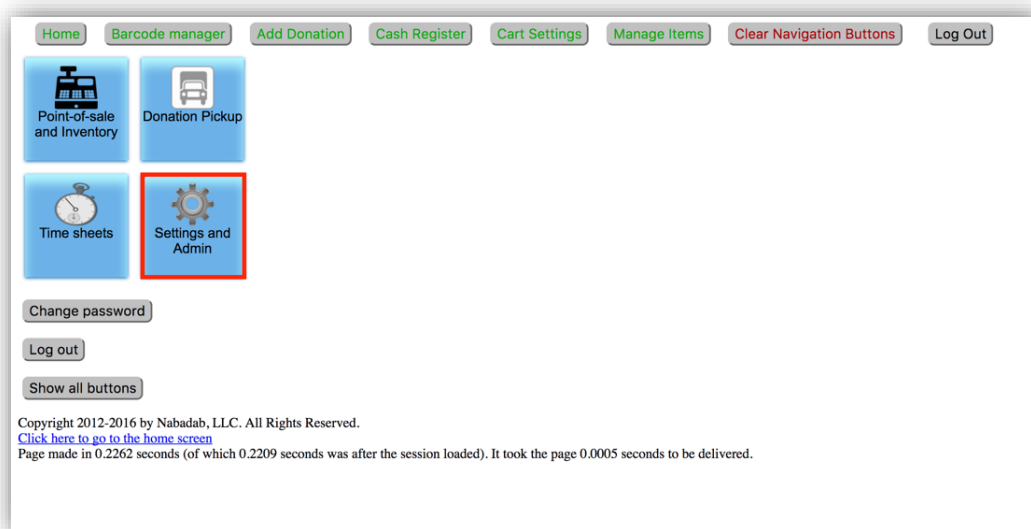 Home Barcode manager Add Donation Cash Register Cart Settings Manage Items Clear Navigation Buttons Log Out
Point-of-sale
and Inventory
Donation Pickup
Time sheets
Settings and
Admin
Change password
Log out
Show all buttons
Copyright 2012-2016 by Nabadab, LLC. All Rights Reserved.
Click here to go to the home screen
Page made in 0.2262 seconds (of which 0.2209 seconds was after the session loaded). It took the page 0.0005 seconds to be delivered.